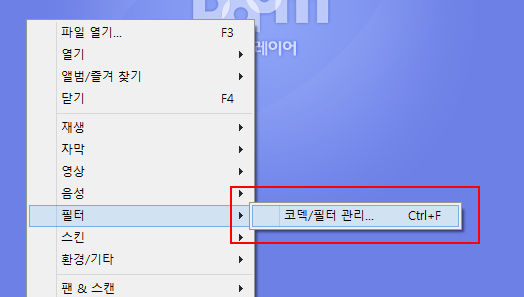 레이어
파일 열기... F3
열기
앨범/즐겨 찾기
닫기 F4
재생
자막
영상
음성
필터
코덱/필터 관리... Ctrl+F
스킨
환경/기타
팬 & 스캔